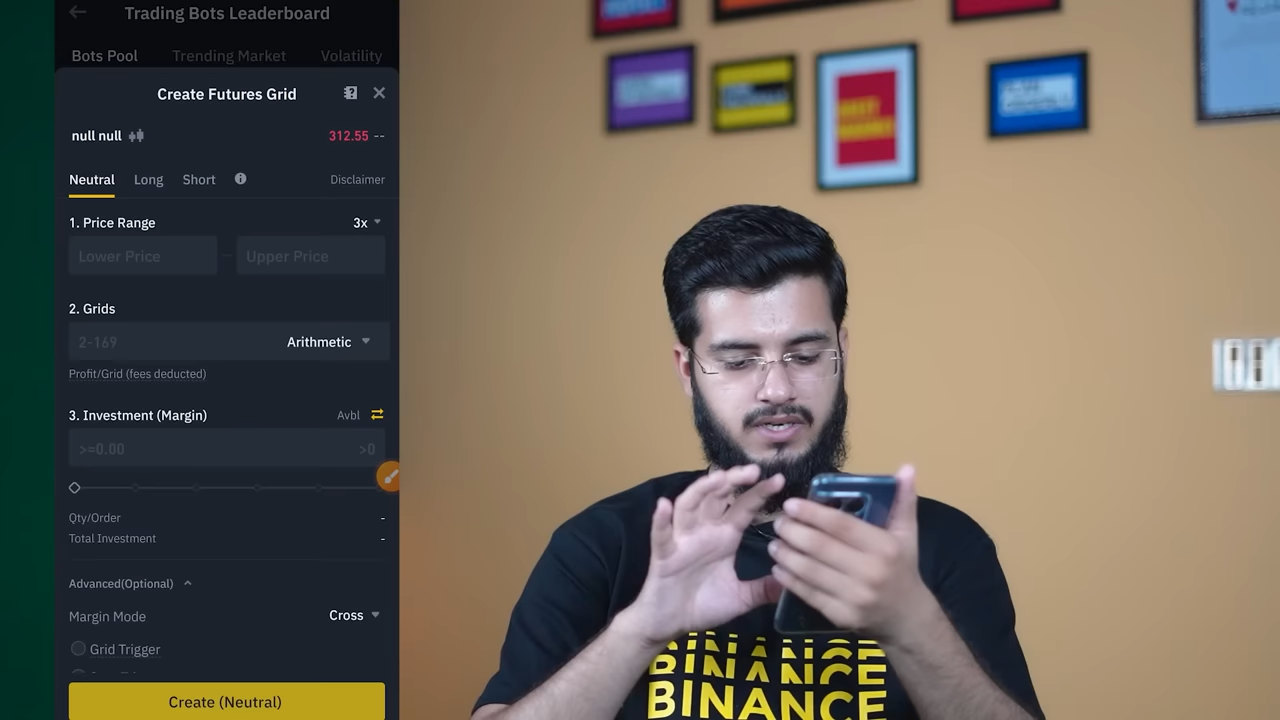 Trading Bots Leaderboard
Bots Pool Trending Market Volatility
Create Futures Grid
null null 312.55 --
Neutral Long Short Disclaimer
1. Price Range 3x
Lower Price – Upper Price
2. Grids
2-169 Arithmetic
Profit/Grid (fees deducted)
3. Investment (Margin) Avbl
>=0.00 >0
Qty/Order -
Total Investment -
Advanced(Optional)
Margin Mode Cross
Grid Trigger
Create (Neutral)
BINANCE
BINANCE
BINANCE